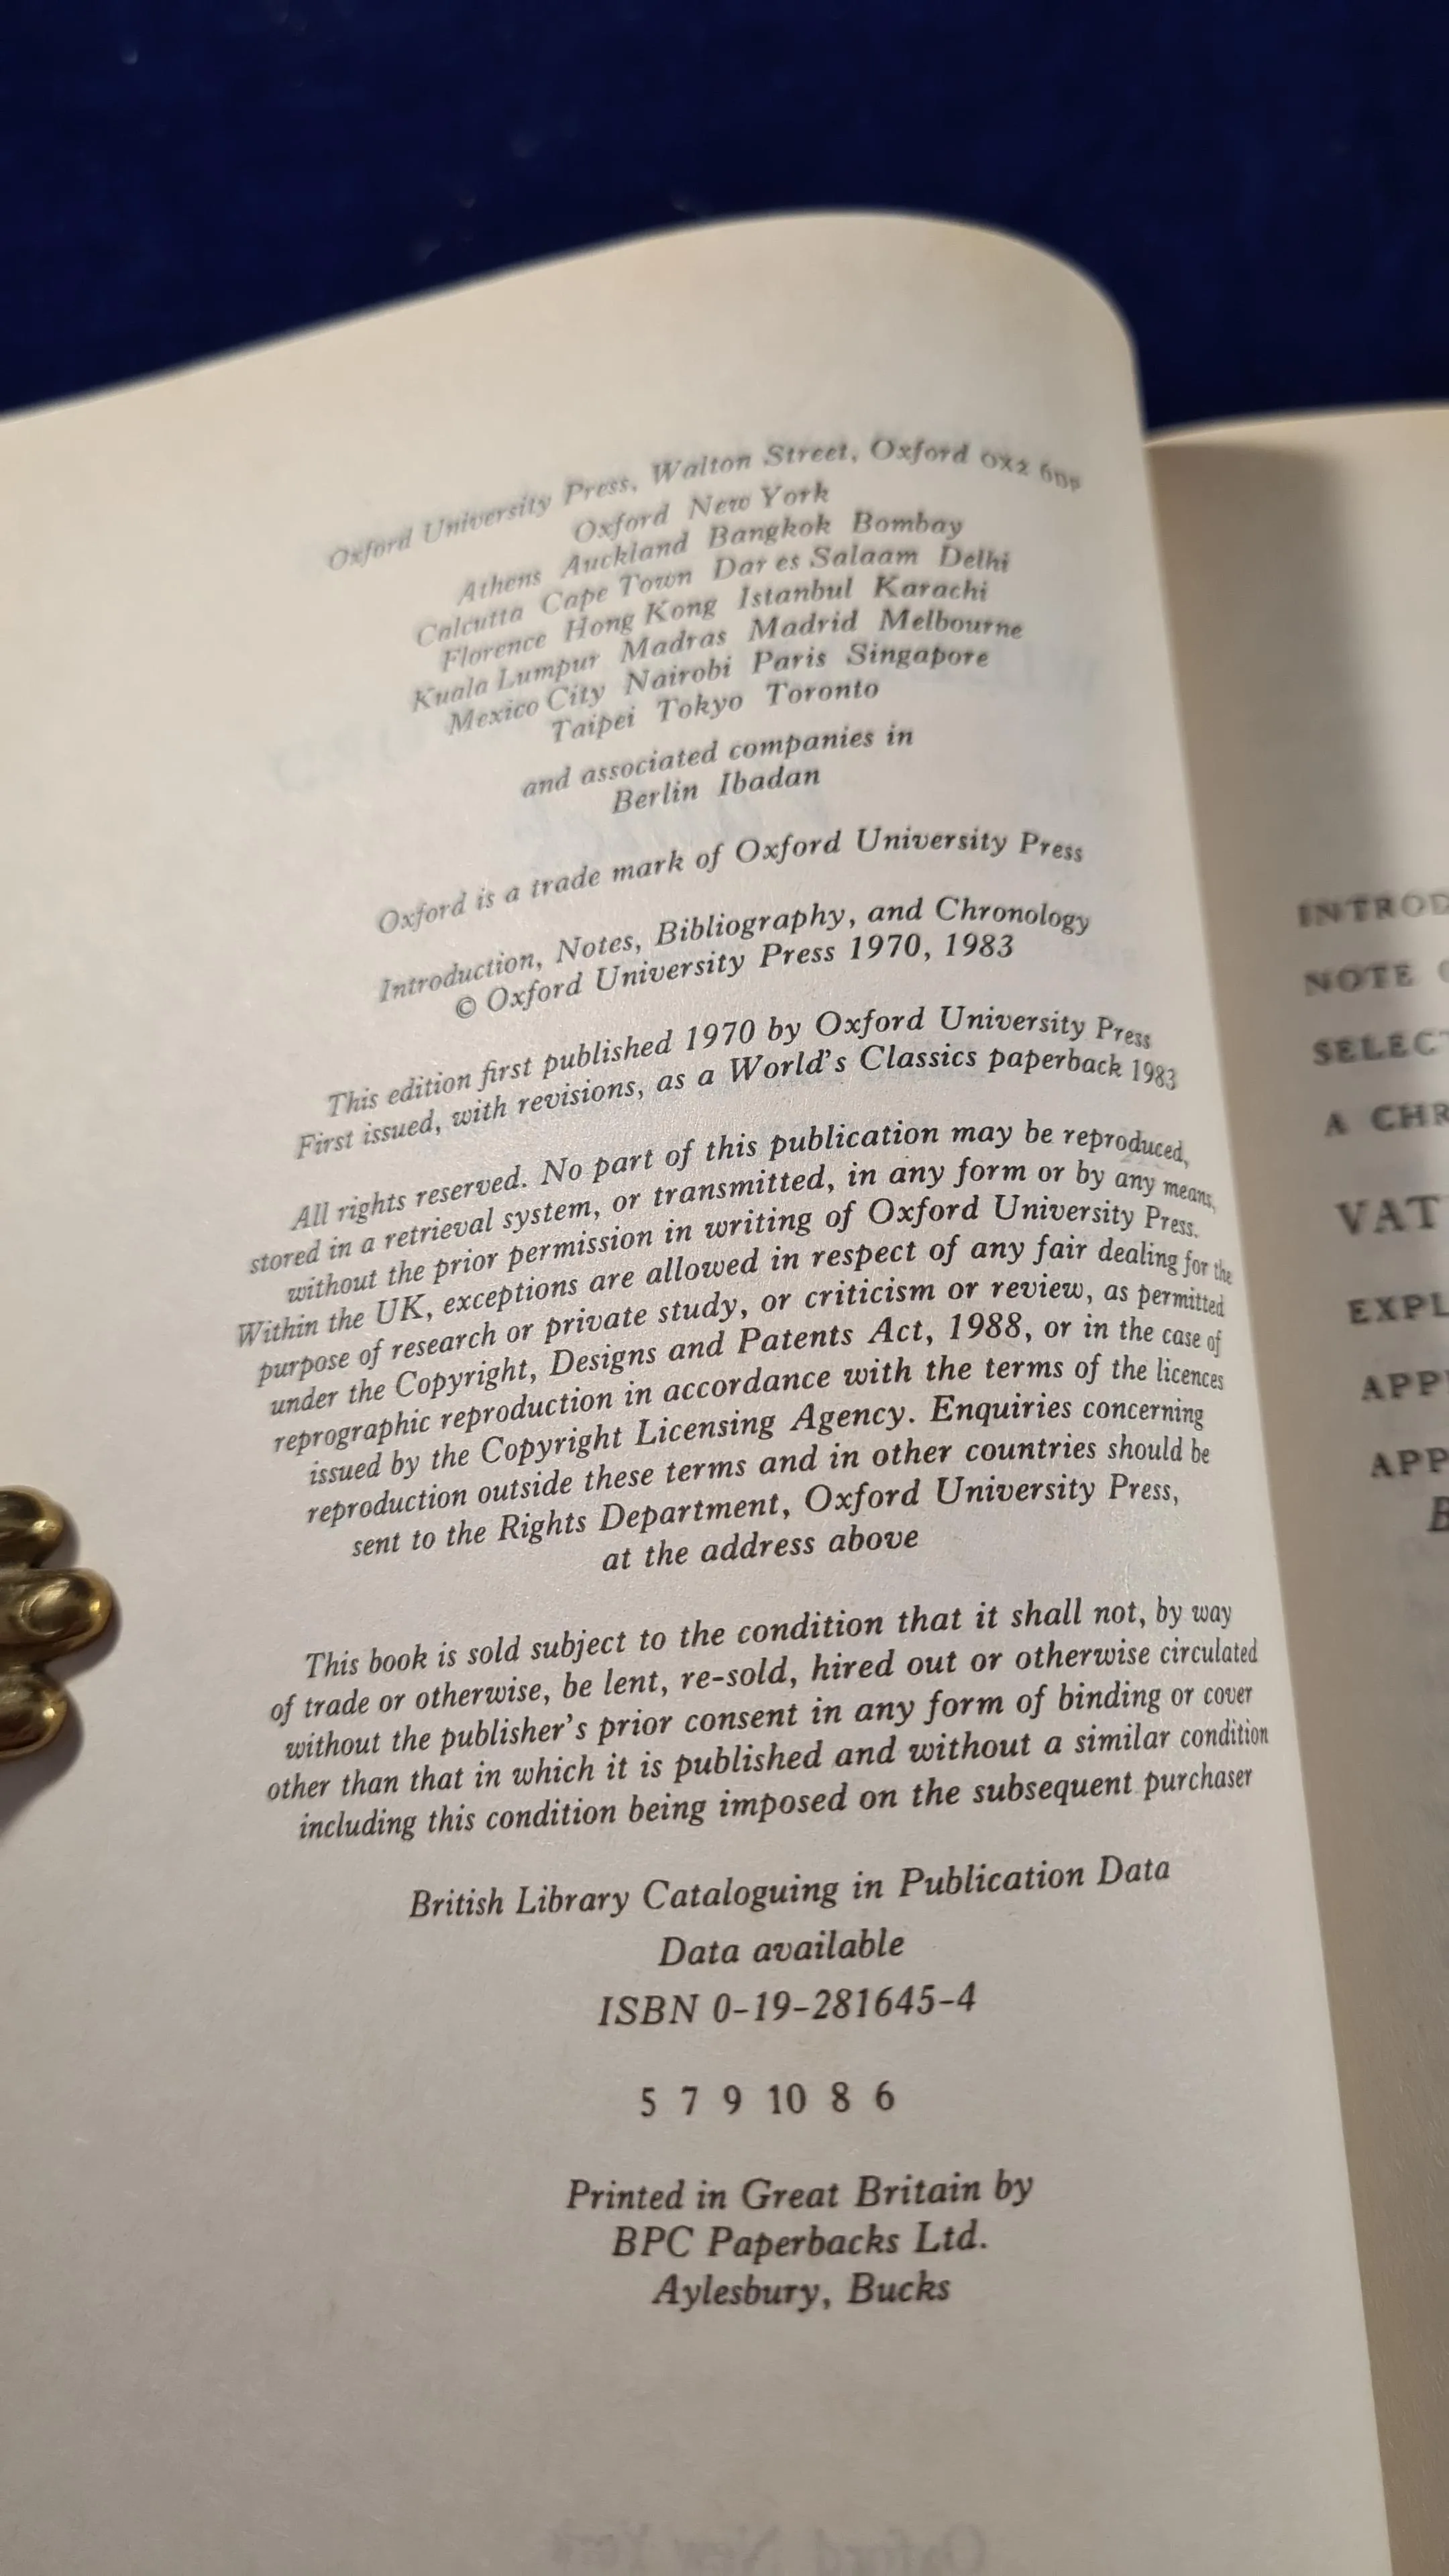 Oxford University Press, Walton Street, Oxford OX2 6DP
Oxford New York
Athens Auckland Bangkok Bombay
Calcutta Cape Town Dar es Salaam Delhi
Florence Hong Kong Istanbul Karachi
Kuala Lumpur Madras Madrid Melbourne
Mexico City Nairobi Paris Singapore
Taipei Tokyo Toronto
and associated companies in
Berlin Ibadan
Oxford is a trade mark of Oxford University Press
Introduction, Notes, Bibliography, and Chronology
© Oxford University Press 1970, 1983
This edition first published 1970 by Oxford University Press
First issued, with revisions, as a World's Classics paperback 1983
All rights reserved. No part of this publication may be reproduced,
stored in a retrieval system, or transmitted, in any form or by any means,
without the prior permission in writing of Oxford University Press.
Within the UK, exceptions are allowed in respect of any fair dealing for the
purpose of research or private study, or criticism or review, as permitted
under the Copyright, Designs and Patents Act, 1988, or in the case of
reprographic reproduction in accordance with the terms of the licences
issued by the Copyright Licensing Agency. Enquiries concerning
reproduction outside these terms and in other countries should be
sent to the Rights Department, Oxford University Press,
at the address above
This book is sold subject to the condition that it shall not, by way
of trade or otherwise, be lent, re-sold, hired out or otherwise circulated
without the publisher's prior consent in any form of binding or cover
other than that in which it is published and without a similar condition
including this condition being imposed on the subsequent purchaser
British Library Cataloguing in Publication Data
Data available
ISBN 0-19-281645-4
5 7 9 10 8 6
Printed in Great Britain by
BPC Paperbacks Ltd.
Aylesbury, Bucks
INTROD
NOTE
SELECT
A CHR
VAT
EXPL
APP
APP